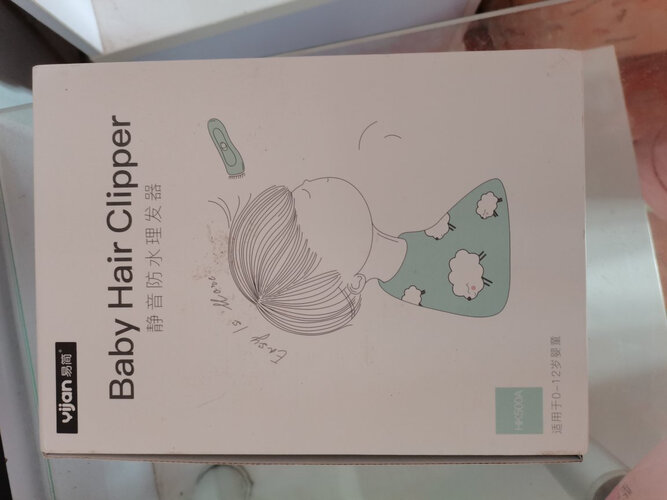 yijan 易简®
Baby Hair Clipper
静音防水理发器
Easy Is More
HK500A
适用于0-12岁婴童